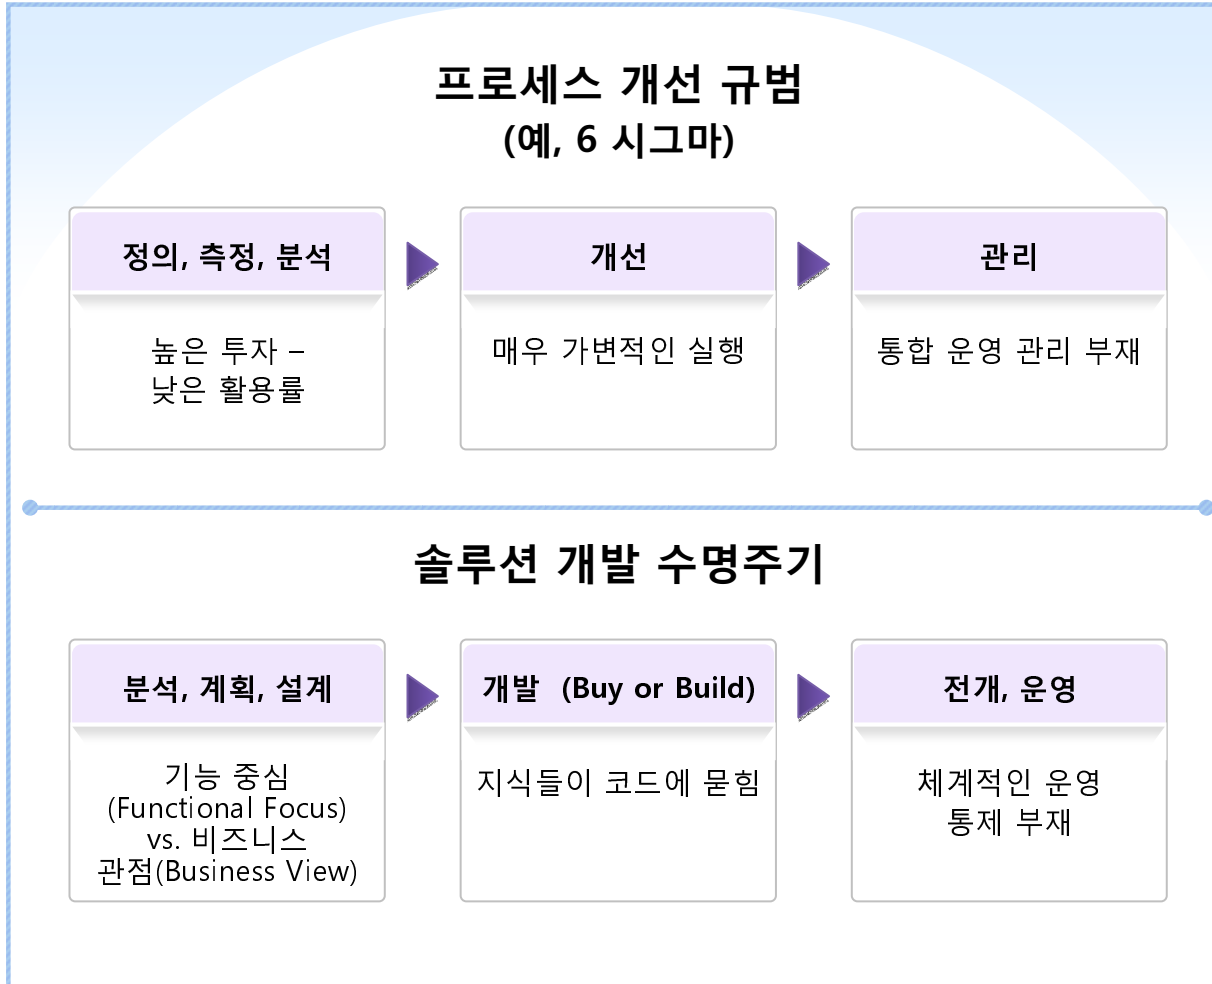 프로세스 개선 규범
(예, 6 시그마)
정의, 측정, 분석
개선
관리
높은 투자 –
낮은 활용률
매우 가변적인 실행
통합 운영 관리 부재
솔루션 개발 수명주기
분석, 계획, 설계
개발 (Buy or Build)
전개, 운영
기능 중심
(Functional Focus)
vs. 비즈니스
관점(Business View)
지식들이 코드에 묻힘
체계적인 운영
통제 부재